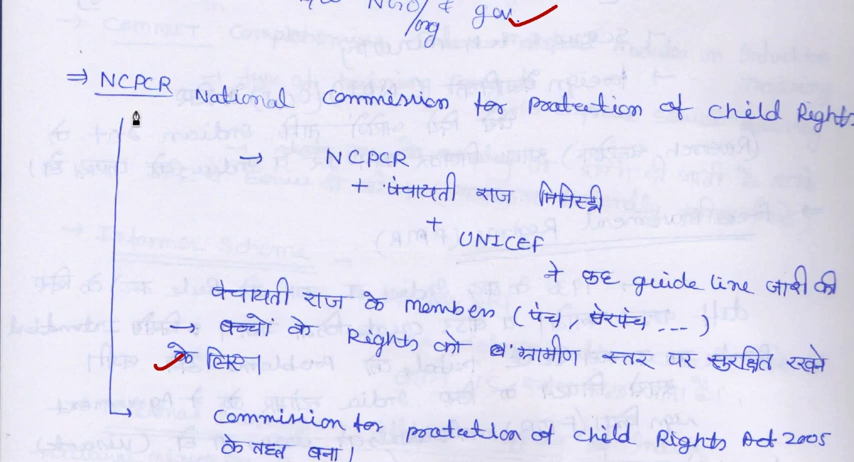 NGO/ & gov.
/org
⇒ NCPCR National Commission for protection of Child Rights
→ NCPCR
+ पंचायती राज मिनिस्ट्री
+
UNICEF
ने कुछ guide line जारी की
पंचायती राज के members (पंच, सरपंच ---)
→ बच्चों के Rights को ग्रामीण स्तर पर सुरक्षित रखने
के लिए।
Commission for protection of Child Rights Act 2005
के तहत बना।